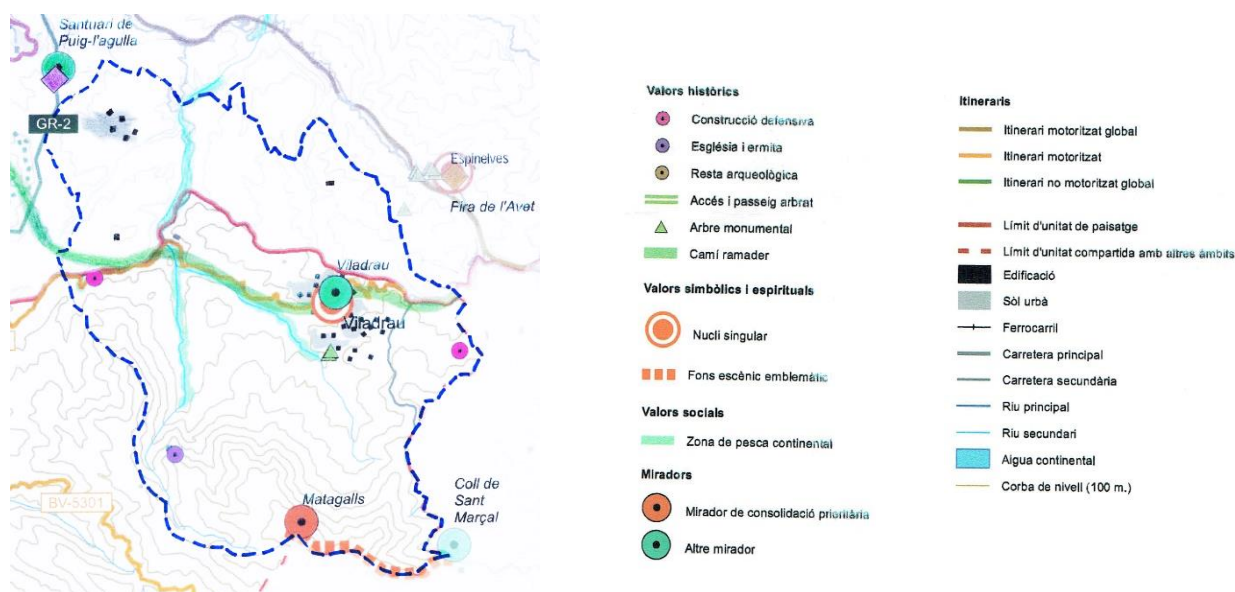 Santuari de
Puig-l'agulla
GR-2
Espinelves
Fira de l'Avet
Viladrau
Viladrau
Matagalls
Coll de
Sant
Marçal
BV-5301
Valors històrics
Construcció defensiva
Església i ermita
Resta arqueològica
Accés i passeig arbrat
Arbre monumental
Camí ramader
Valors simbòlics i espirituals
Nucli singular
Fons escènic emblemàtic
Valors socials
Zona de pesca continental
Miradors
Mirador de consolidació prioritària
Altre mirador
Itineraris
Itinerari motoritzat global
Itinerari motoritzat
Itinerari no motoritzat global
Límit d'unitat de paisatge
Límit d'unitat compartida amb altres àmbits
Edificació
Sòl urbà
Ferrocarril
Carretera principal
Carretera secundària
Riu principal
Riu secundari
Aigua continental
Corba de nivell (100 m.)